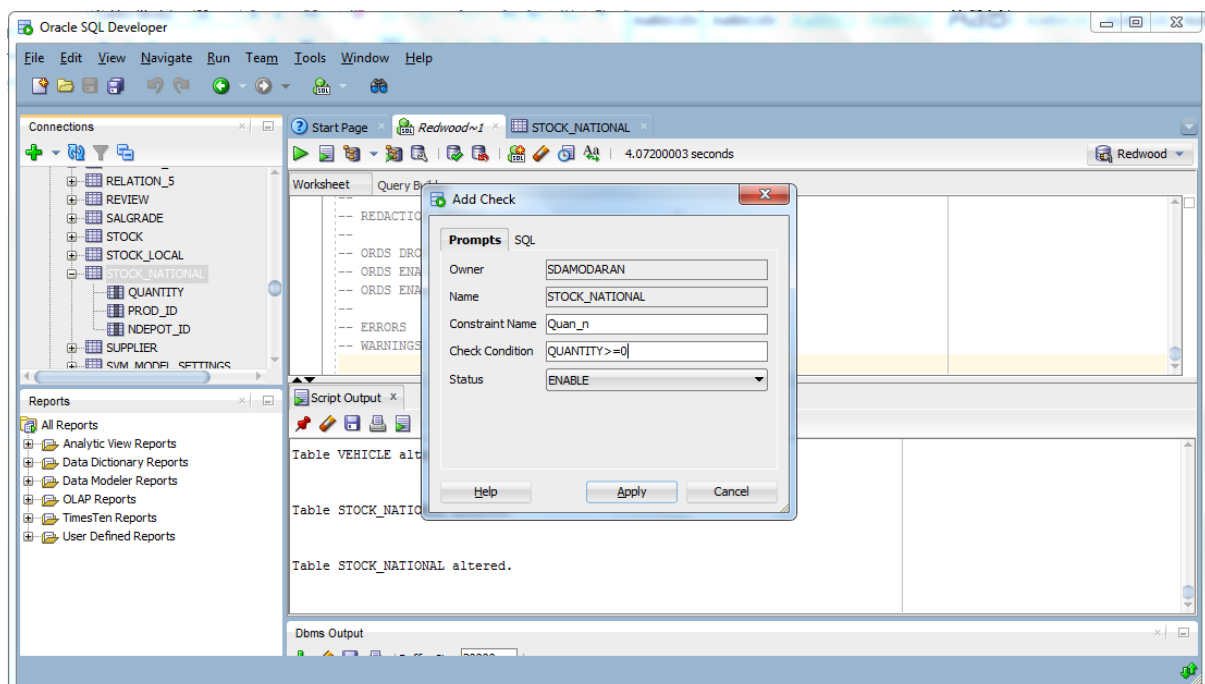 Oracle SQL Developer
File Edit View Navigate Run Team Tools Window Help
Connections
RELATION_5
REVIEW
SALGRADE
STOCK
STOCK_LOCAL
STOCK_NATIONAL
QUANTITY
PROD_ID
NDEPOT_ID
SUPPLIER
SVM_MODEL_SETTINGS
Reports
All Reports
Analytic View Reports
Data Dictionary Reports
Data Modeler Reports
OLAP Reports
TimesTen Reports
User Defined Reports
Start Page Redwood~1 STOCK_NATIONAL
4.07200003 seconds Redwood
Worksheet Query
--
-- REDACTIO
--
-- ORDS DRO
-- ORDS ENA
-- ORDS ENA
--
-- ERRORS
-- WARNINGS
Add Check
Prompts SQL
Owner SDAMODARAN
Name STOCK_NATIONAL
Constraint Name Quan_n
Check Condition QUANTITY>=0
Status ENABLE
Help Apply Cancel
Script Output
Table VEHICLE alt
Table STOCK_NATIO
Table STOCK_NATIONAL altered.
Dbms Output